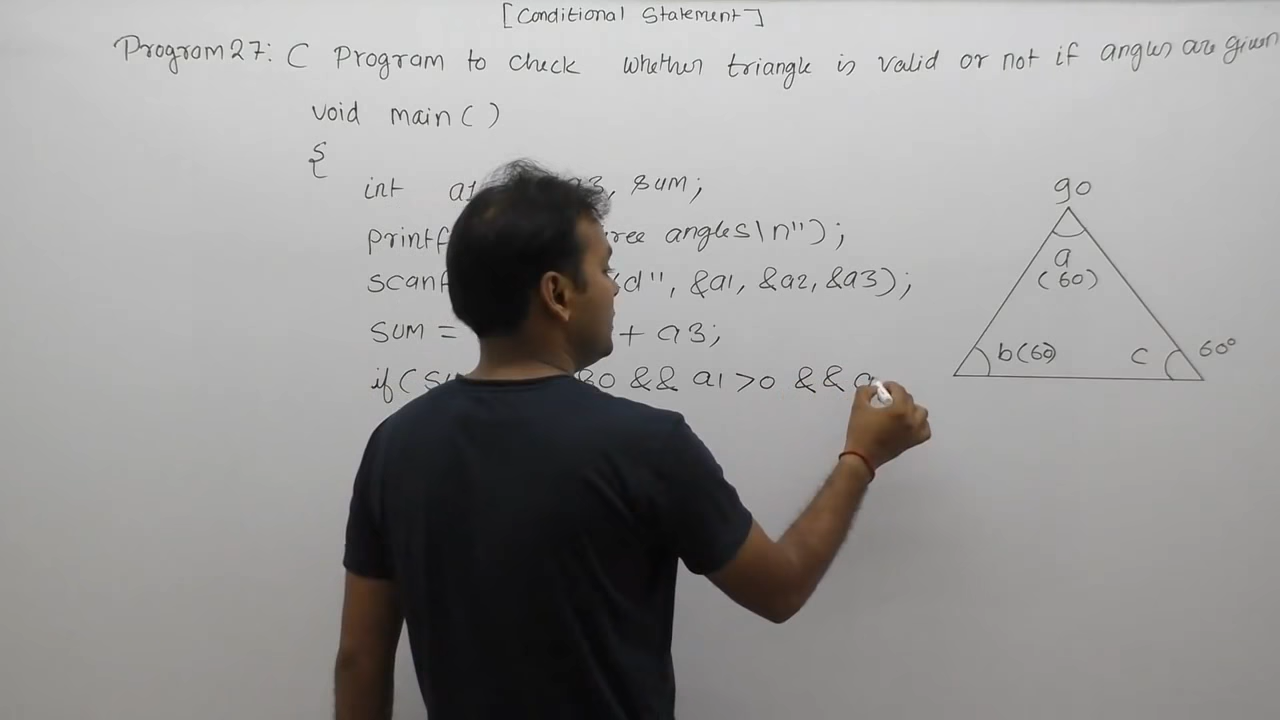 [Conditional Statement]
Program 27: C Program to check whether triangle is valid or not if angles are given
void main( )
{
int a1 a3, sum;
printf ree angles\n");
scanf d", &a1, &a2, &a3);
sum = + a3;
if(su 80 && a1>0 && a
90
a
(60)
b(60)
c
60°